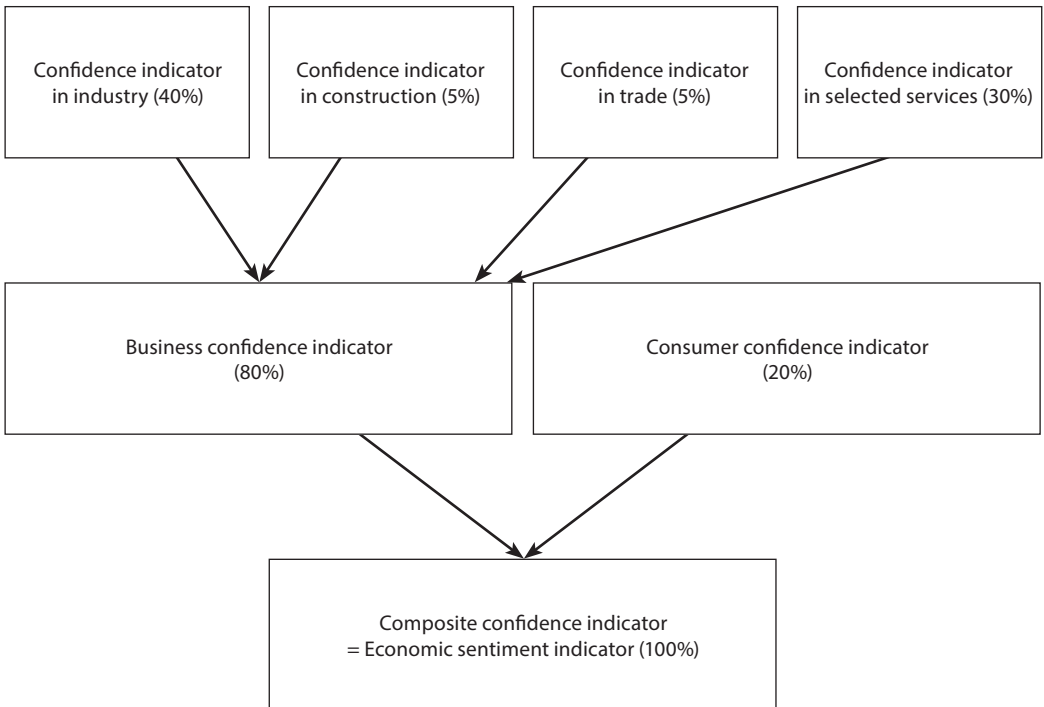 Confidence indicator
in industry (40%)
Confidence indicator
in construction (5%)
Confidence indicator
in trade (5%)
Confidence indicator
in selected services (30%)
Business confidence indicator
(80%)
Consumer confidence indicator
(20%)
Composite confidence indicator
= Economic sentiment indicator (100%)